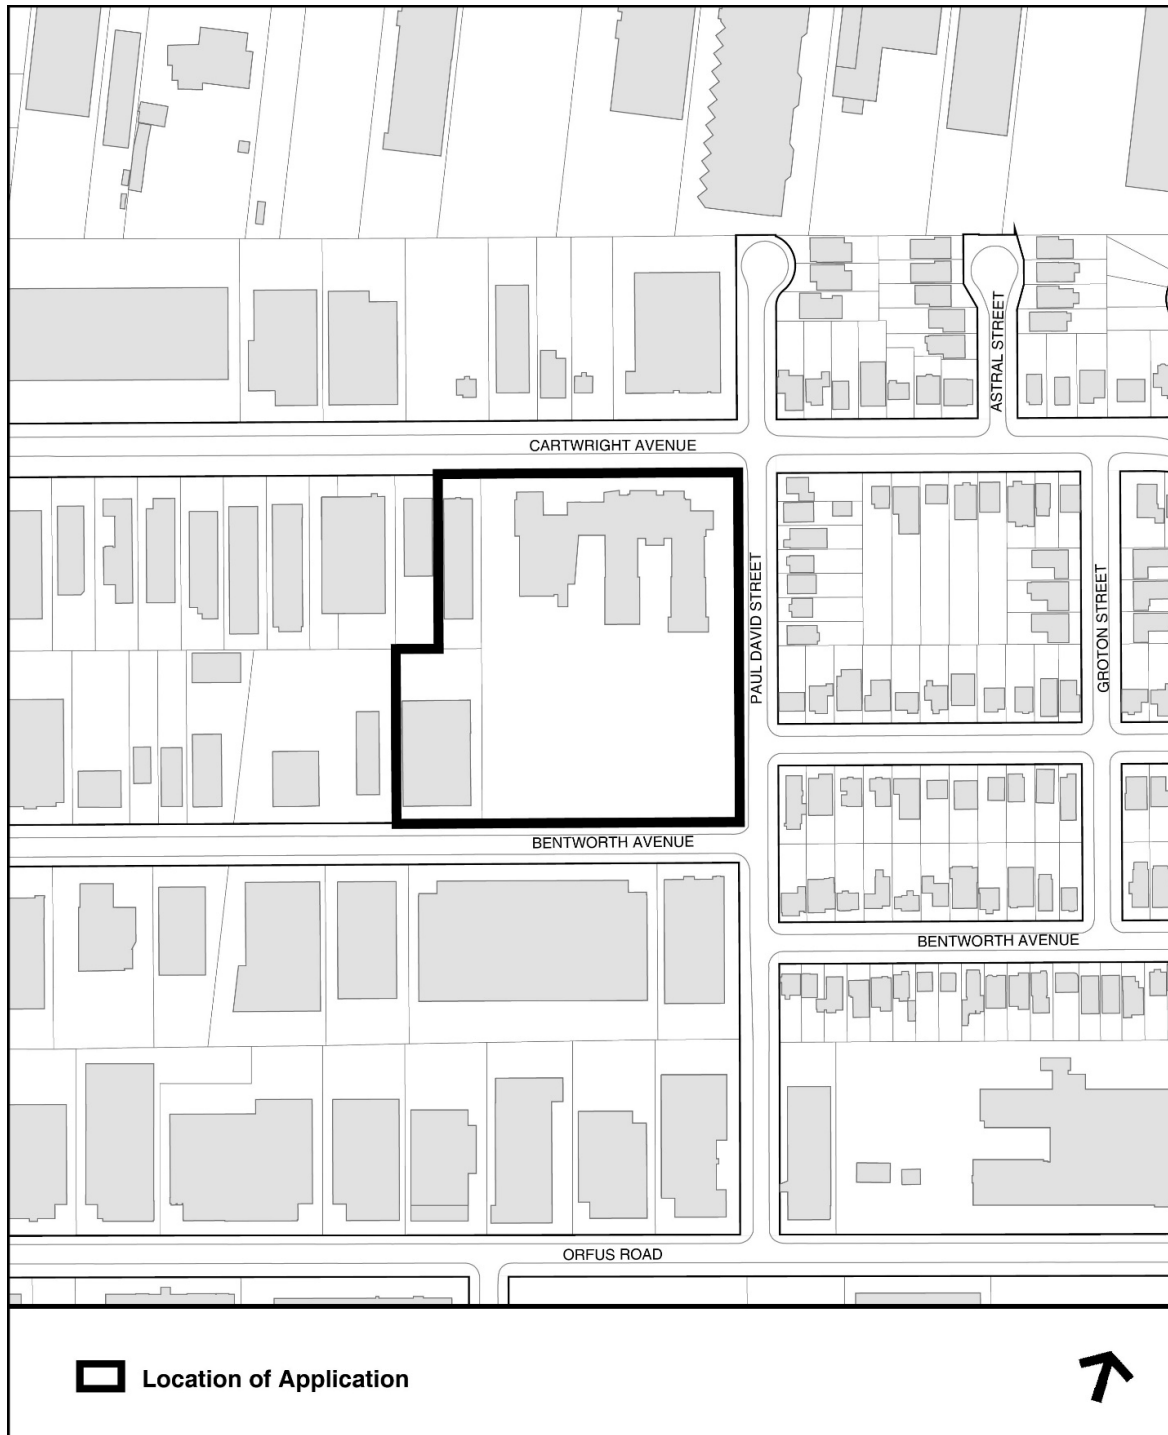 ASTRAL STREET
CARTWRIGHT AVENUE
PAUL DAVID STREET
GROTON STREET
BENTWORTH AVENUE
BENTWORTH AVENUE
ORFUS ROAD
Location of Application